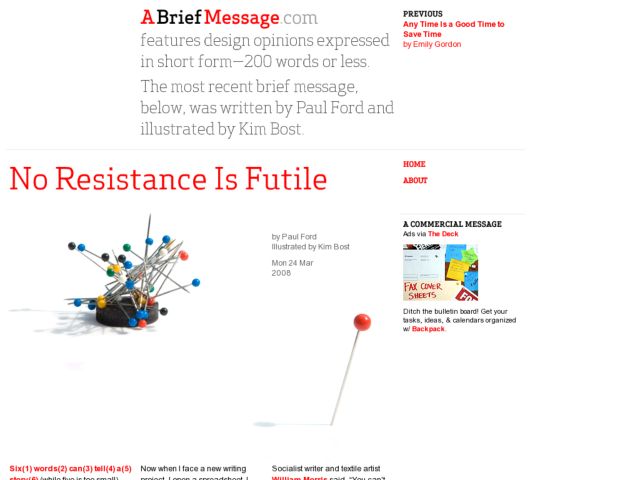 A Brief Message.com
features design opinions expressed
in short form—200 words or less.
The most recent brief message,
below, was written by Paul Ford and
illustrated by Kim Bost.
PREVIOUS
Any Time Is a Good Time to
Save Time
by Emily Gordon
No Resistance Is Futile
HOME
ABOUT
by Paul Ford
Illustrated by Kim Bost
Mon 24 Mar
2008
A COMMERCIAL MESSAGE
Ads via The Deck
FAX COVER
SHEETS
Ditch the bulletin board! Get your
tasks, ideas, & calendars organized
w/ Backpack.
Six(1) words(2) can(3) tell(4) a(5)
story(6) (while five is too small)
Now when I face a new writing
project, I open a spreadsheet. I
Socialist writer and textile artist
William Morris said, "You can't